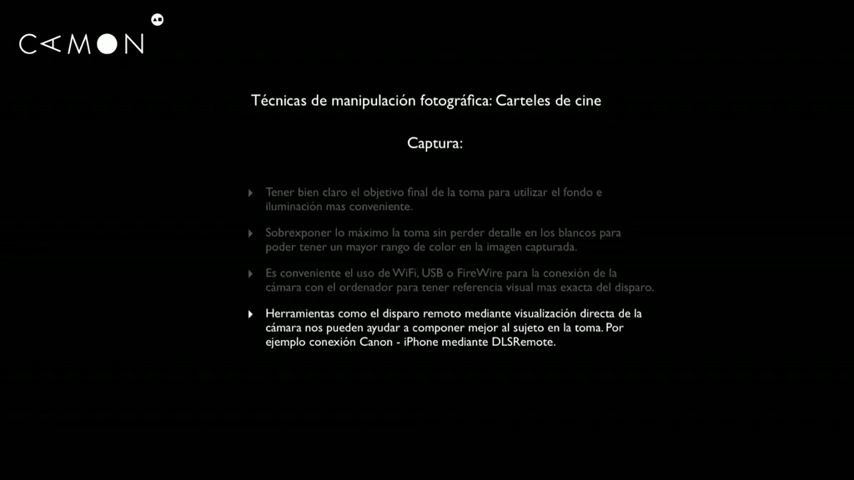 CAMON
Técnicas de manipulación fotográfica: Carteles de cine
Captura:
Tener bien claro el objetivo final de la toma para utilizar el fondo e
iluminación mas conveniente.
Sobrexponer lo máximo la toma sin perder detalle en los blancos para
poder tener un mayor rango de color en la imagen capturada.
Es conveniente el uso de WiFi, USB o FireWire para la conexión de la
cámara con el ordenador para tener referencia visual mas exacta del disparo.
Herramientas como el disparo remoto mediante visualización directa de la
cámara nos pueden ayudar a componer mejor al sujeto en la toma. Por
ejemplo conexión Canon - iPhone mediante DLSRemote.